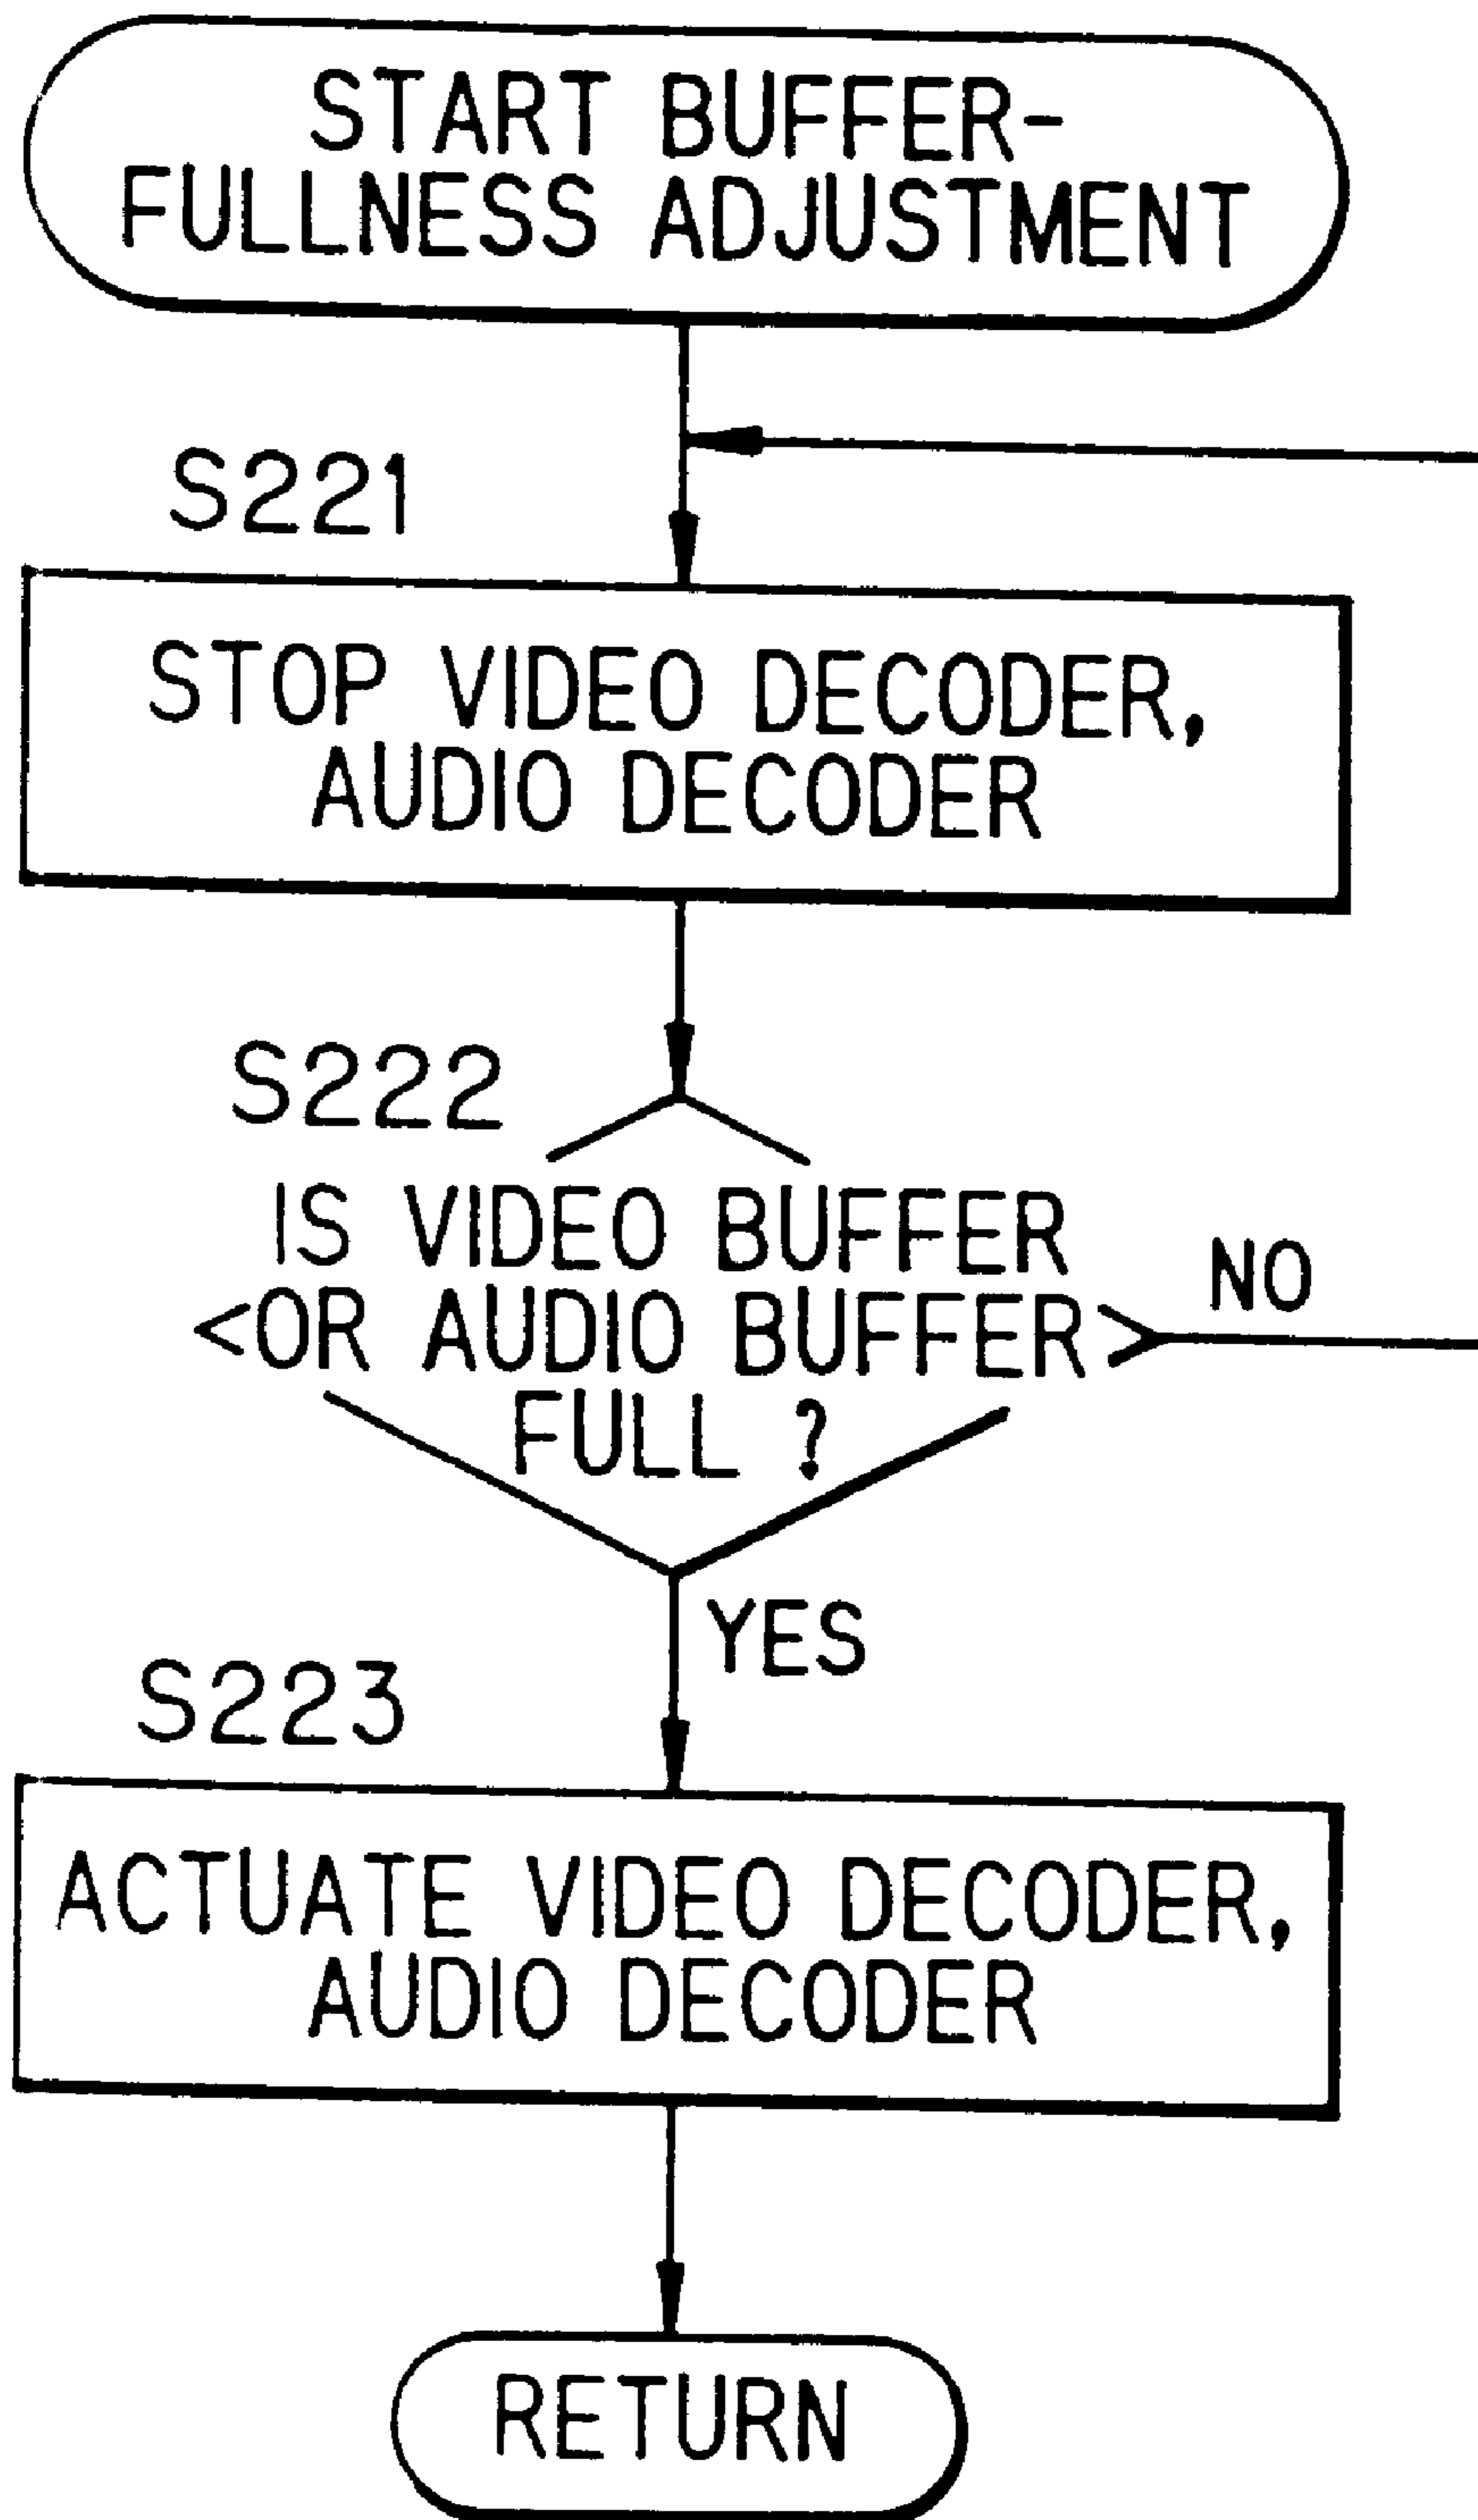 START BUFFER-
FULLNESS ADJUSTMENT
S221
STOP VIDEO DECODER,
AUDIO DECODER
S222
IS VIDEO BUFFER
OR AUDIO BUFFER
FULL ?
NO
YES
S223
ACTUATE VIDEO DECODER,
AUDIO DECODER
RETURN